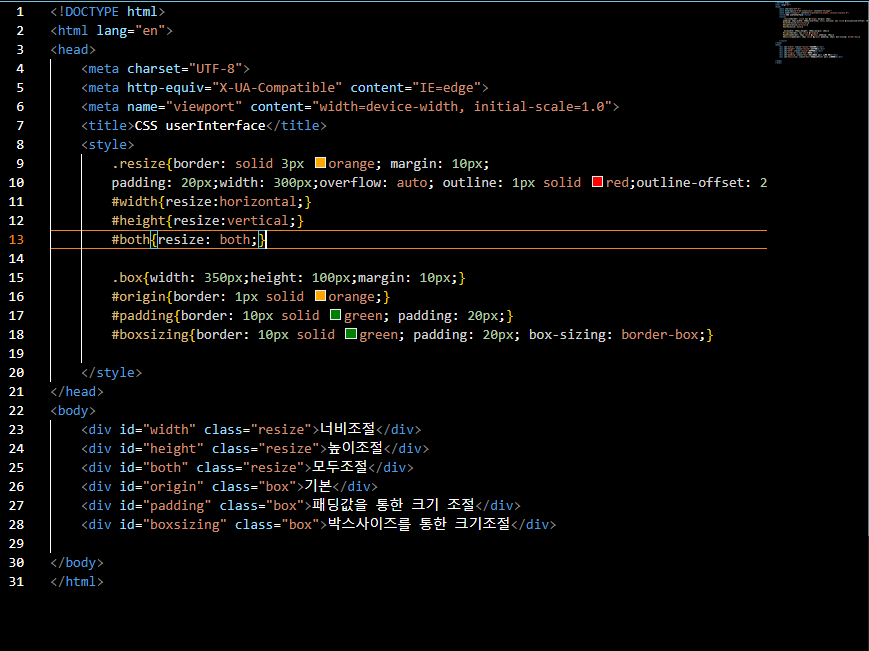 1 <!DOCTYPE html>
2 <html lang="en">
3 <head>
4 <meta charset="UTF-8">
5 <meta http-equiv="X-UA-Compatible" content="IE=edge">
6 <meta name="viewport" content="width=device-width, initial-scale=1.0">
7 <title>CSS userInterface</title>
8 <style>
9 .resize{border: solid 3px orange; margin: 10px;
10 padding: 20px;width: 300px;overflow: auto; outline: 1px solid red;outline-offset: 2
11 #width{resize:horizontal;}
12 #height{resize:vertical;}
13 #both{resize: both;}
14
15 .box{width: 350px;height: 100px;margin: 10px;}
16 #origin{border: 1px solid orange;}
17 #padding{border: 10px solid green; padding: 20px;}
18 #boxsizing{border: 10px solid green; padding: 20px; box-sizing: border-box;}
19
20 </style>
21 </head>
22 <body>
23 <div id="width" class="resize">너비조절</div>
24 <div id="height" class="resize">높이조절</div>
25 <div id="both" class="resize">모두조절</div>
26 <div id="origin" class="box">기본</div>
27 <div id="padding" class="box">패딩값을 통한 크기 조절</div>
28 <div id="boxsizing" class="box">박스사이즈를 통한 크기조절</div>
29
30 </body>
31 </html>